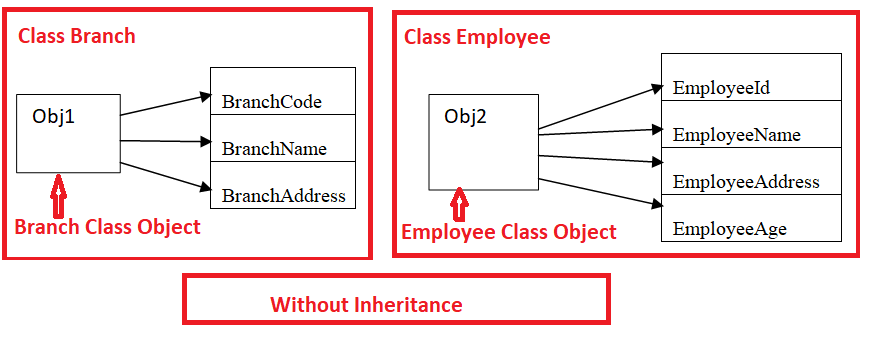 Class Branch
Obj1
BranchCode
BranchName
BranchAddress
Branch Class Object
Class Employee
Obj2
EmployeeId
EmployeeName
EmployeeAddress
EmployeeAge
Employee Class Object
Without Inheritance